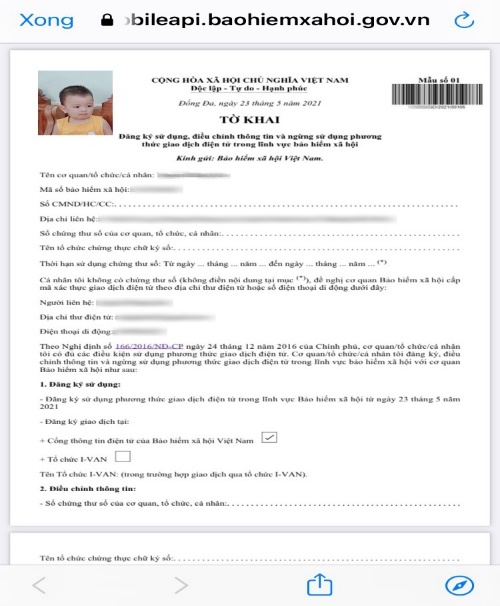 Xong
bileapi.baohiemxahoi.gov.vn
CỘNG HÒA XÃ HỘI CHỦ NGHĨA VIỆT NAM
Độc lập - Tự do - Hạnh phúc
Mẫu số 01
Đống Đa, ngày 23 tháng 5 năm 2021
TỜ KHAI
Đăng ký sử dụng, điều chỉnh thông tin và ngừng sử dụng phương
thức giao dịch điện tử trong lĩnh vực bảo hiểm xã hội
Kính gửi: Bảo hiểm xã hội Việt Nam.
Tên cơ quan/tổ chức/cá nhân:
Mã số bảo hiểm xã hội:
Số CMND/HC/CC:
Địa chỉ liên hệ:
Số chứng thư số của cơ quan, tổ chức, cá nhân:
Tên tổ chức chứng thực chữ ký số:
Thời hạn sử dụng chứng thư số: Từ ngày ... tháng ... năm ... đến ngày ... tháng ... năm ... (*)
Cá nhân tôi không có chứng thư số (không điền nội dung tại mục (*)), đề nghị cơ quan Bảo hiểm xã hội cấp
mã xác thực giao dịch điện tử theo địa chỉ thư điện tử hoặc số điện thoại di động dưới đây:
Người liên hệ:
Địa chỉ thư điện tử:
Điện thoại di động:
Theo Nghị định số 166/2016/NĐ-CP ngày 24 tháng 12 năm 2016 của Chính phủ, cơ quan/tổ chức/cá nhân
tôi có đủ các điều kiện sử dụng phương thức giao dịch điện tử. Cơ quan/tổ chức/cá nhân tôi đăng ký, điều
chỉnh thông tin và ngừng sử dụng phương thức giao dịch điện tử trong lĩnh vực bảo hiểm xã hội với cơ quan
Bảo hiểm xã hội như sau:
1. Đăng ký sử dụng:
- Đăng ký sử dụng phương thức giao dịch điện tử trong lĩnh vực Bảo hiểm xã hội từ ngày 23 tháng 5 năm
2021
- Đăng ký giao dịch tại:
+ Cổng thông tin điện tử của Bảo hiểm xã hội Việt Nam
+ Tổ chức I-VAN
Tên Tổ chức I-VAN: (trong trường hợp giao dịch qua tổ chức I-VAN).
2. Điều chỉnh thông tin:
- Số chứng thư số của cơ quan, tổ chức, cá nhân:
Tên tổ chức chứng thực chữ ký số: